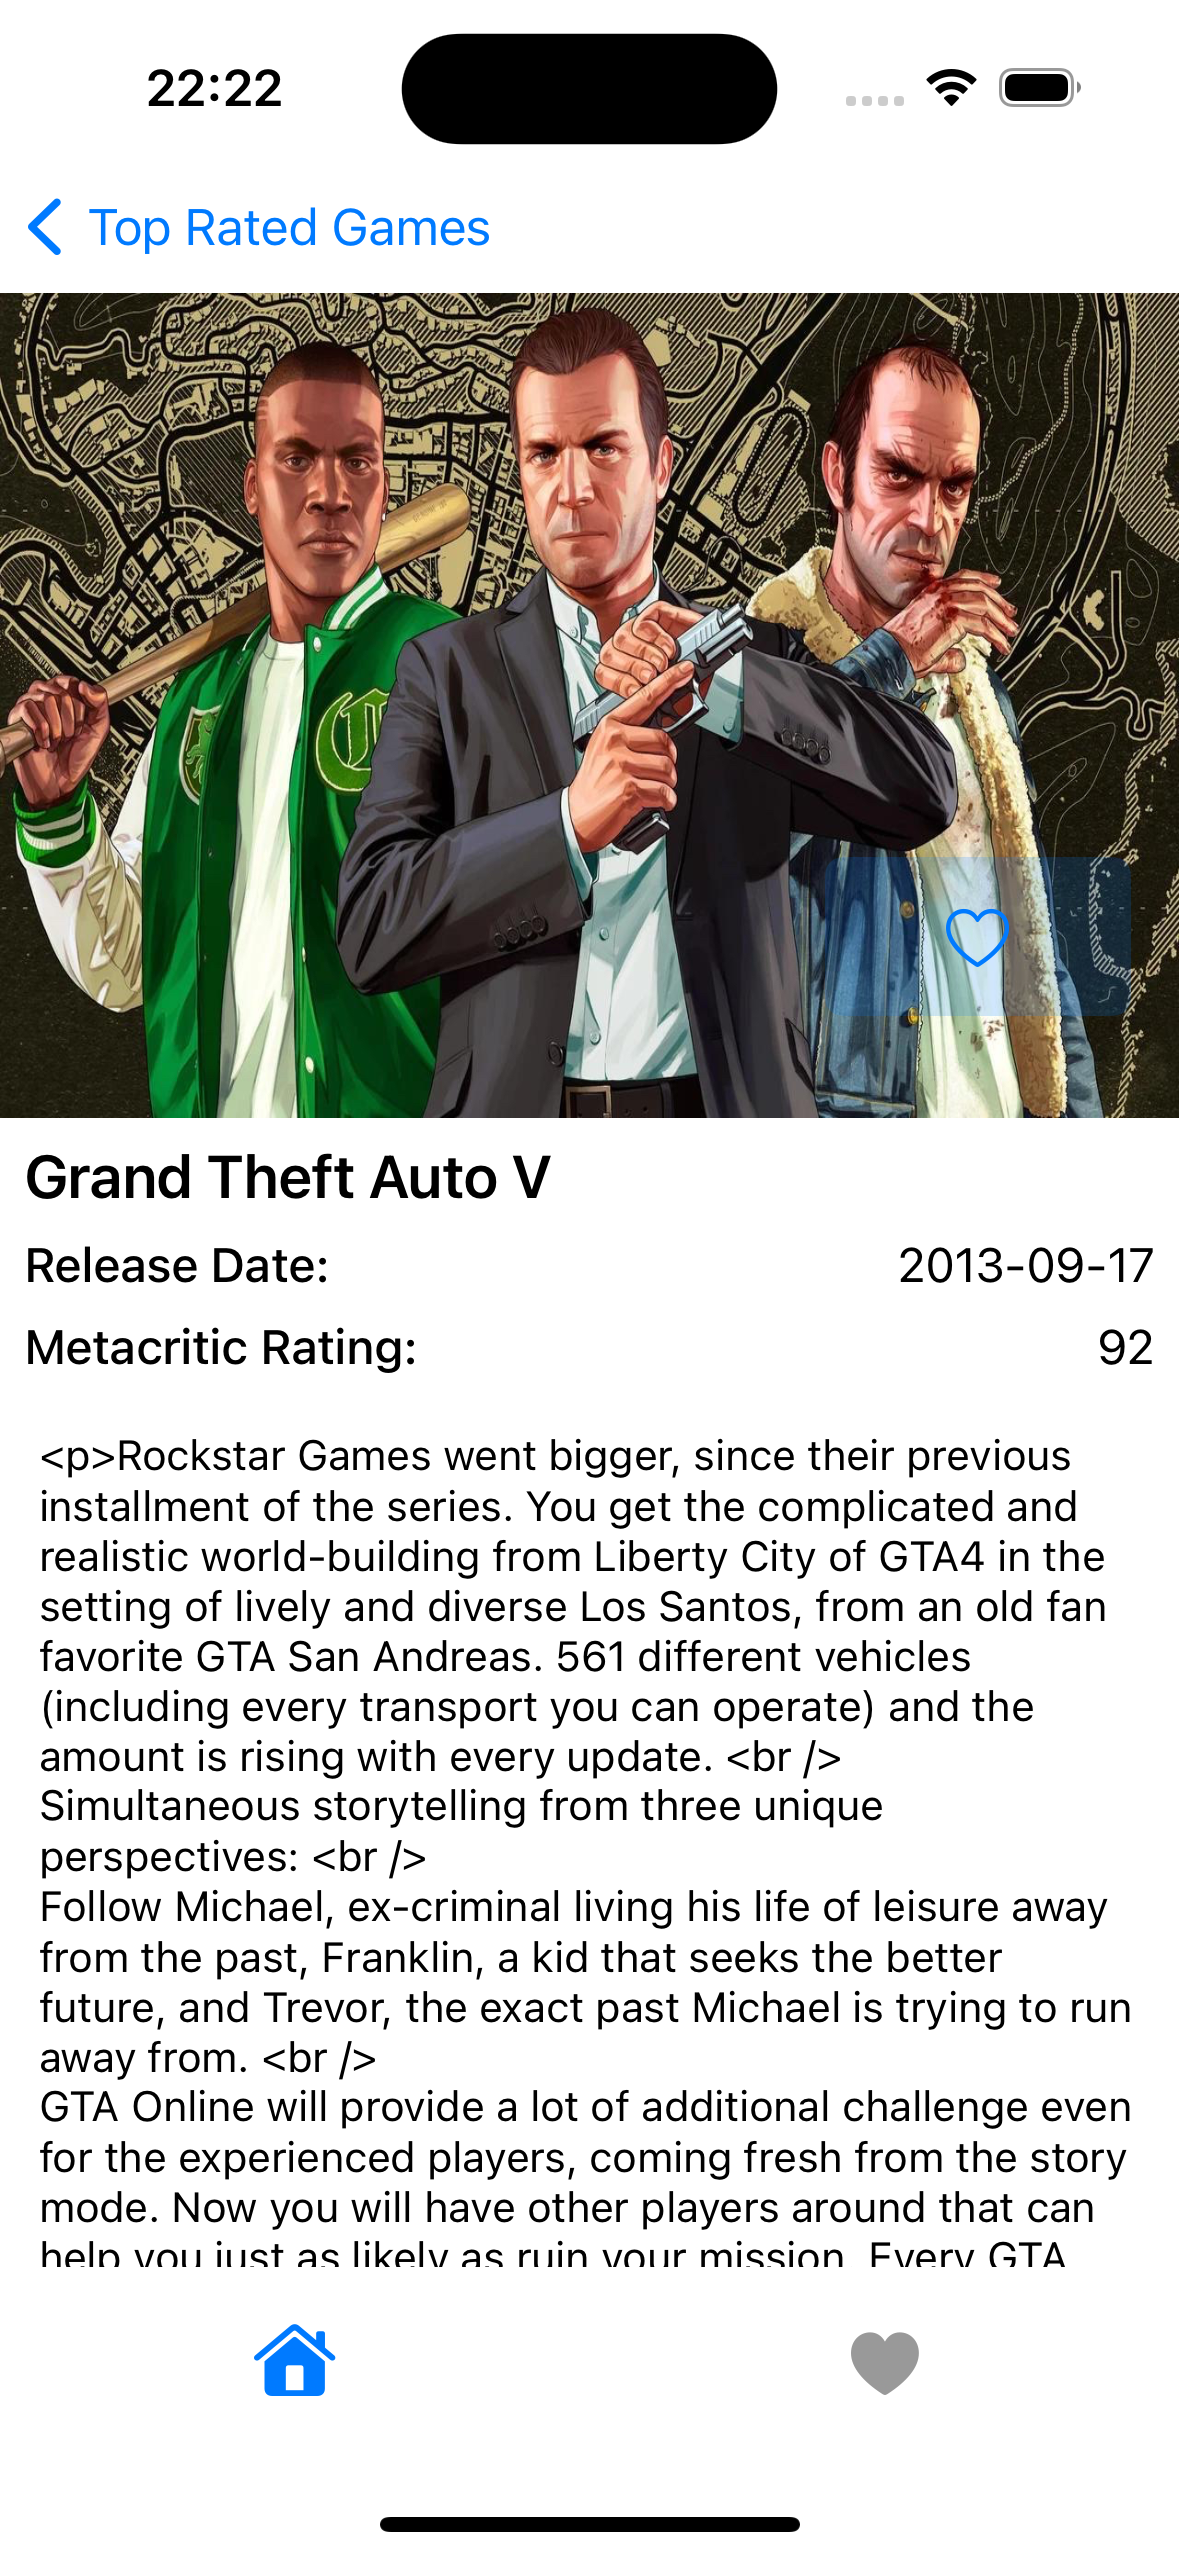 22:22
Top Rated Games
Grand Theft Auto V
Release Date: 2013-09-17
Metacritic Rating: 92
<p>Rockstar Games went bigger, since their previous
installment of the series. You get the complicated and
realistic world-building from Liberty City of GTA4 in the
setting of lively and diverse Los Santos, from an old fan
favorite GTA San Andreas. 561 different vehicles
(including every transport you can operate) and the
amount is rising with every update. <br />
Simultaneous storytelling from three unique
perspectives: <br />
Follow Michael, ex-criminal living his life of leisure away
from the past, Franklin, a kid that seeks the better
future, and Trevor, the exact past Michael is trying to run
away from. <br />
GTA Online will provide a lot of additional challenge even
for the experienced players, coming fresh from the story
mode. Now you will have other players around that can
help you just as likely as ruin your mission. Every GTA